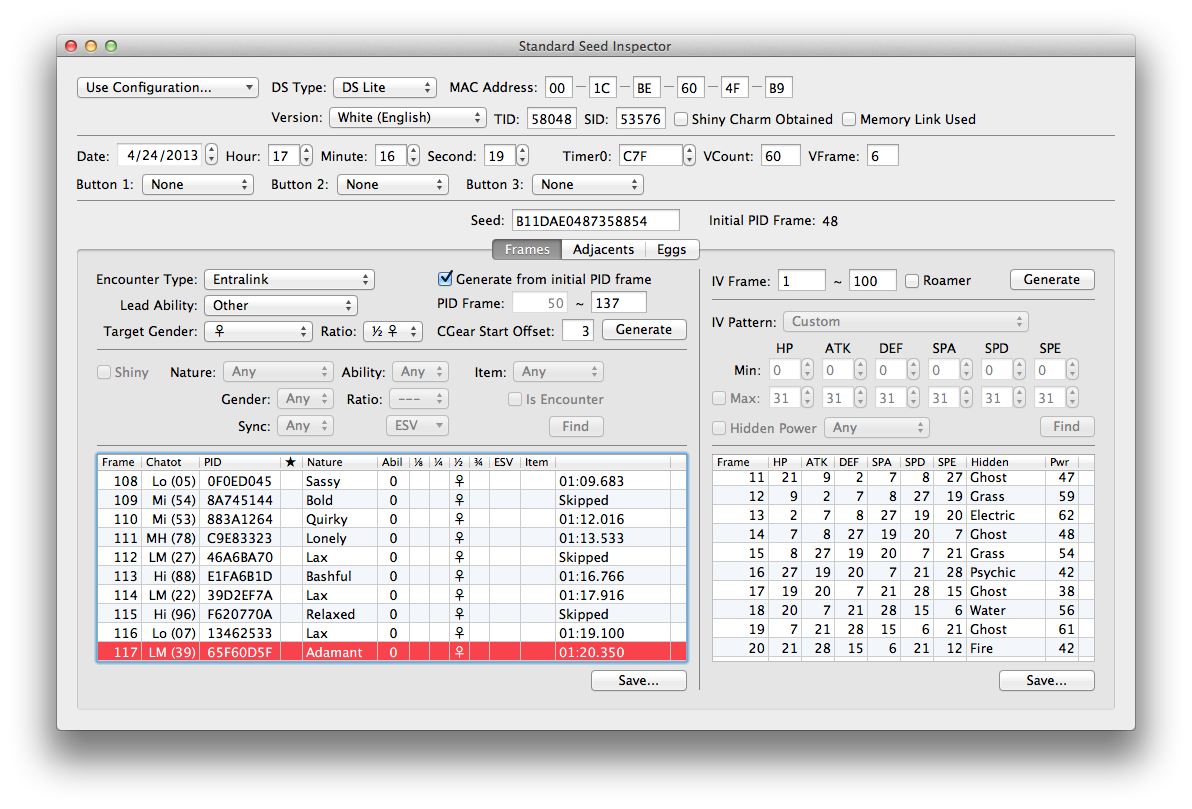 Standard Seed Inspector
Use Configuration... DS Type: DS Lite MAC Address: 00 – 1C – BE – 60 – 4F – B9
Version: White (English) TID: 58048 SID: 53576 Shiny Charm Obtained Memory Link Used
Date: 4/24/2013 Hour: 17 Minute: 16 Second: 19 Timer0: C7F VCount: 60 VFrame: 6
Button 1: None Button 2: None Button 3: None
Seed: B11DAE0487358854 Initial PID Frame: 48
Frames Adjacents Eggs
Encounter Type: Entralink Generate from initial PID frame
Lead Ability: Other PID Frame: 50 ~ 137
Target Gender: ♀ Ratio: ½ ♀ CGear Start Offset: 3 Generate
Shiny Nature: Any Ability: Any Item: Any
Gender: Any Ratio: --- Is Encounter
Sync: Any ESV Find
Frame Chatot PID ★ Nature Abil ⅛ ¼ ½ ¾ ESV Item
108 Lo (05) 0F0ED045 Sassy 0 ♀ 01:09.683
109 Mi (54) 8A745144 Bold 0 ♀ Skipped
110 Mi (53) 883A1264 Quirky 0 ♀ 01:12.016
111 MH (78) C9E83323 Lonely 0 ♀ 01:13.533
112 LM (27) 46A6BA70 Lax 0 ♀ Skipped
113 Hi (88) E1FA6B1D Bashful 0 ♀ 01:16.766
114 LM (22) 39D2EF7A Lax 0 ♀ 01:17.916
115 Hi (96) F620770A Relaxed 0 ♀ Skipped
116 Lo (07) 13462533 Lax 0 ♀ 01:19.100
117 LM (39) 65F60D5F Adamant 0 ♀ 01:20.350
Save...
IV Frame: 1 ~ 100 Roamer Generate
IV Pattern: Custom
HP ATK DEF SPA SPD SPE
Min: 0 0 0 0 0 0
Max: 31 31 31 31 31 31
Hidden Power Any Find
Frame HP ATK DEF SPA SPD SPE Hidden Pwr
11 21 9 2 7 8 27 Ghost 47
12 9 2 7 8 27 19 Grass 59
13 2 7 8 27 19 20 Electric 62
14 7 8 27 19 20 7 Ghost 48
15 8 27 19 20 7 21 Grass 54
16 27 19 20 7 21 28 Psychic 42
17 19 20 7 21 28 15 Ghost 38
18 20 7 21 28 15 6 Water 56
19 7 21 28 15 6 21 Ghost 61
20 21 28 15 6 21 12 Fire 42
Save...